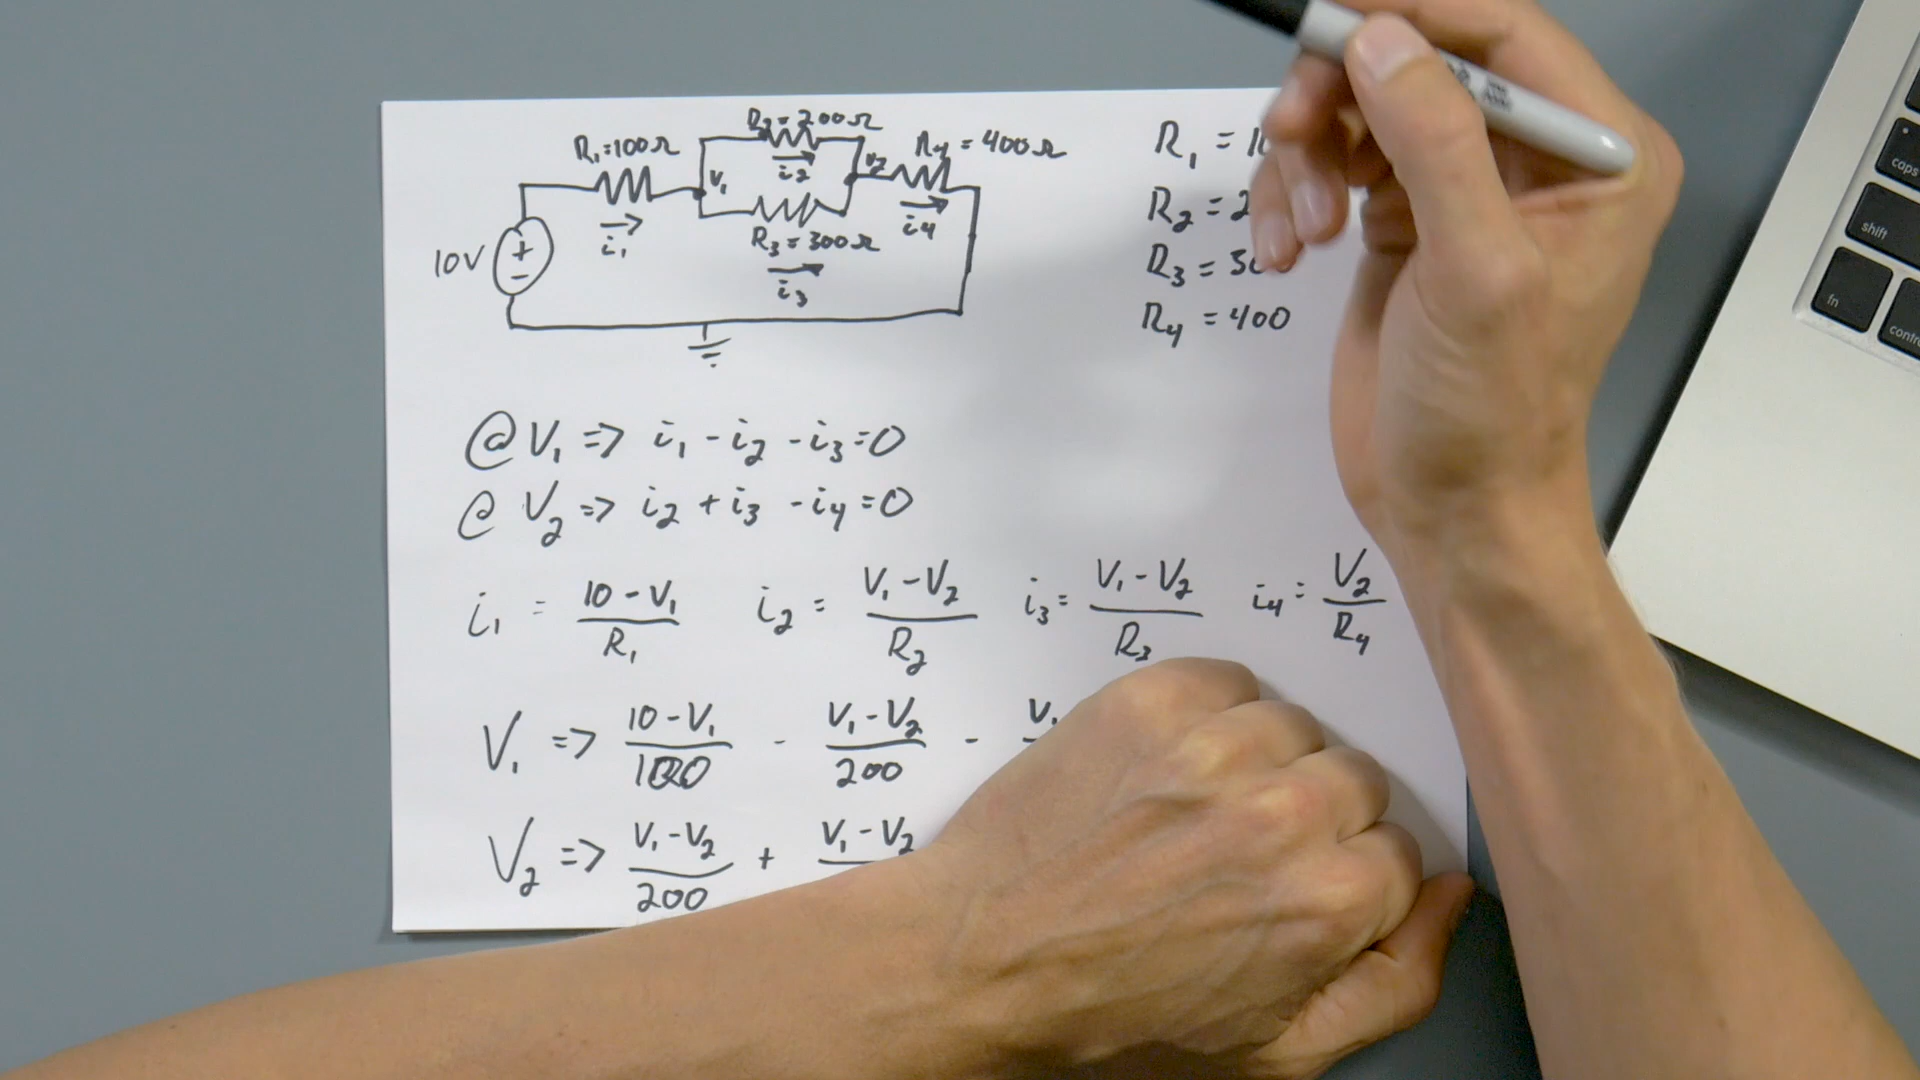 R₂=200Ω
R₁=100Ω
R₄ = 400Ω
V₁
i₂
V₂
i₁
R₃=300Ω
i₄
10V
+
-
i₃
R₁ =
R₂ = 2
R₃ =
R₄ = 400
@ V₁ => i₁ - i₂ - i₃ = 0
@ V₂ => i₂ + i₃ - i₄ = 0
i₁ = (10 - V₁)/R₁ i₂ = (V₁ - V₂)/R₂ i₃ = (V₁ - V₂)/R₃ i₄ = V₂/R₄
V₁ => (10 - V₁)/100 - (V₁ - V₂)/200 -
V₂ => (V₁ - V₂)/200 + V₁ - V₂
caps
shift
fn